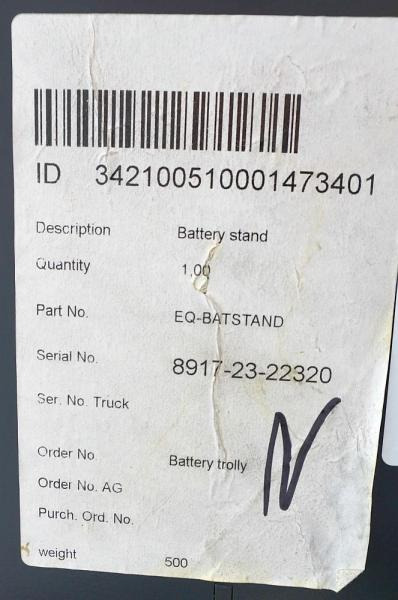 ID 342100510001473401
Description Battery stand
Quantity 1,00
Part No. EQ-BATSTAND
Serial No. 8917-23-22320
Ser. No. Truck
Order No Battery trolly
Order No. AG
Purch. Ord. No.
weight 500